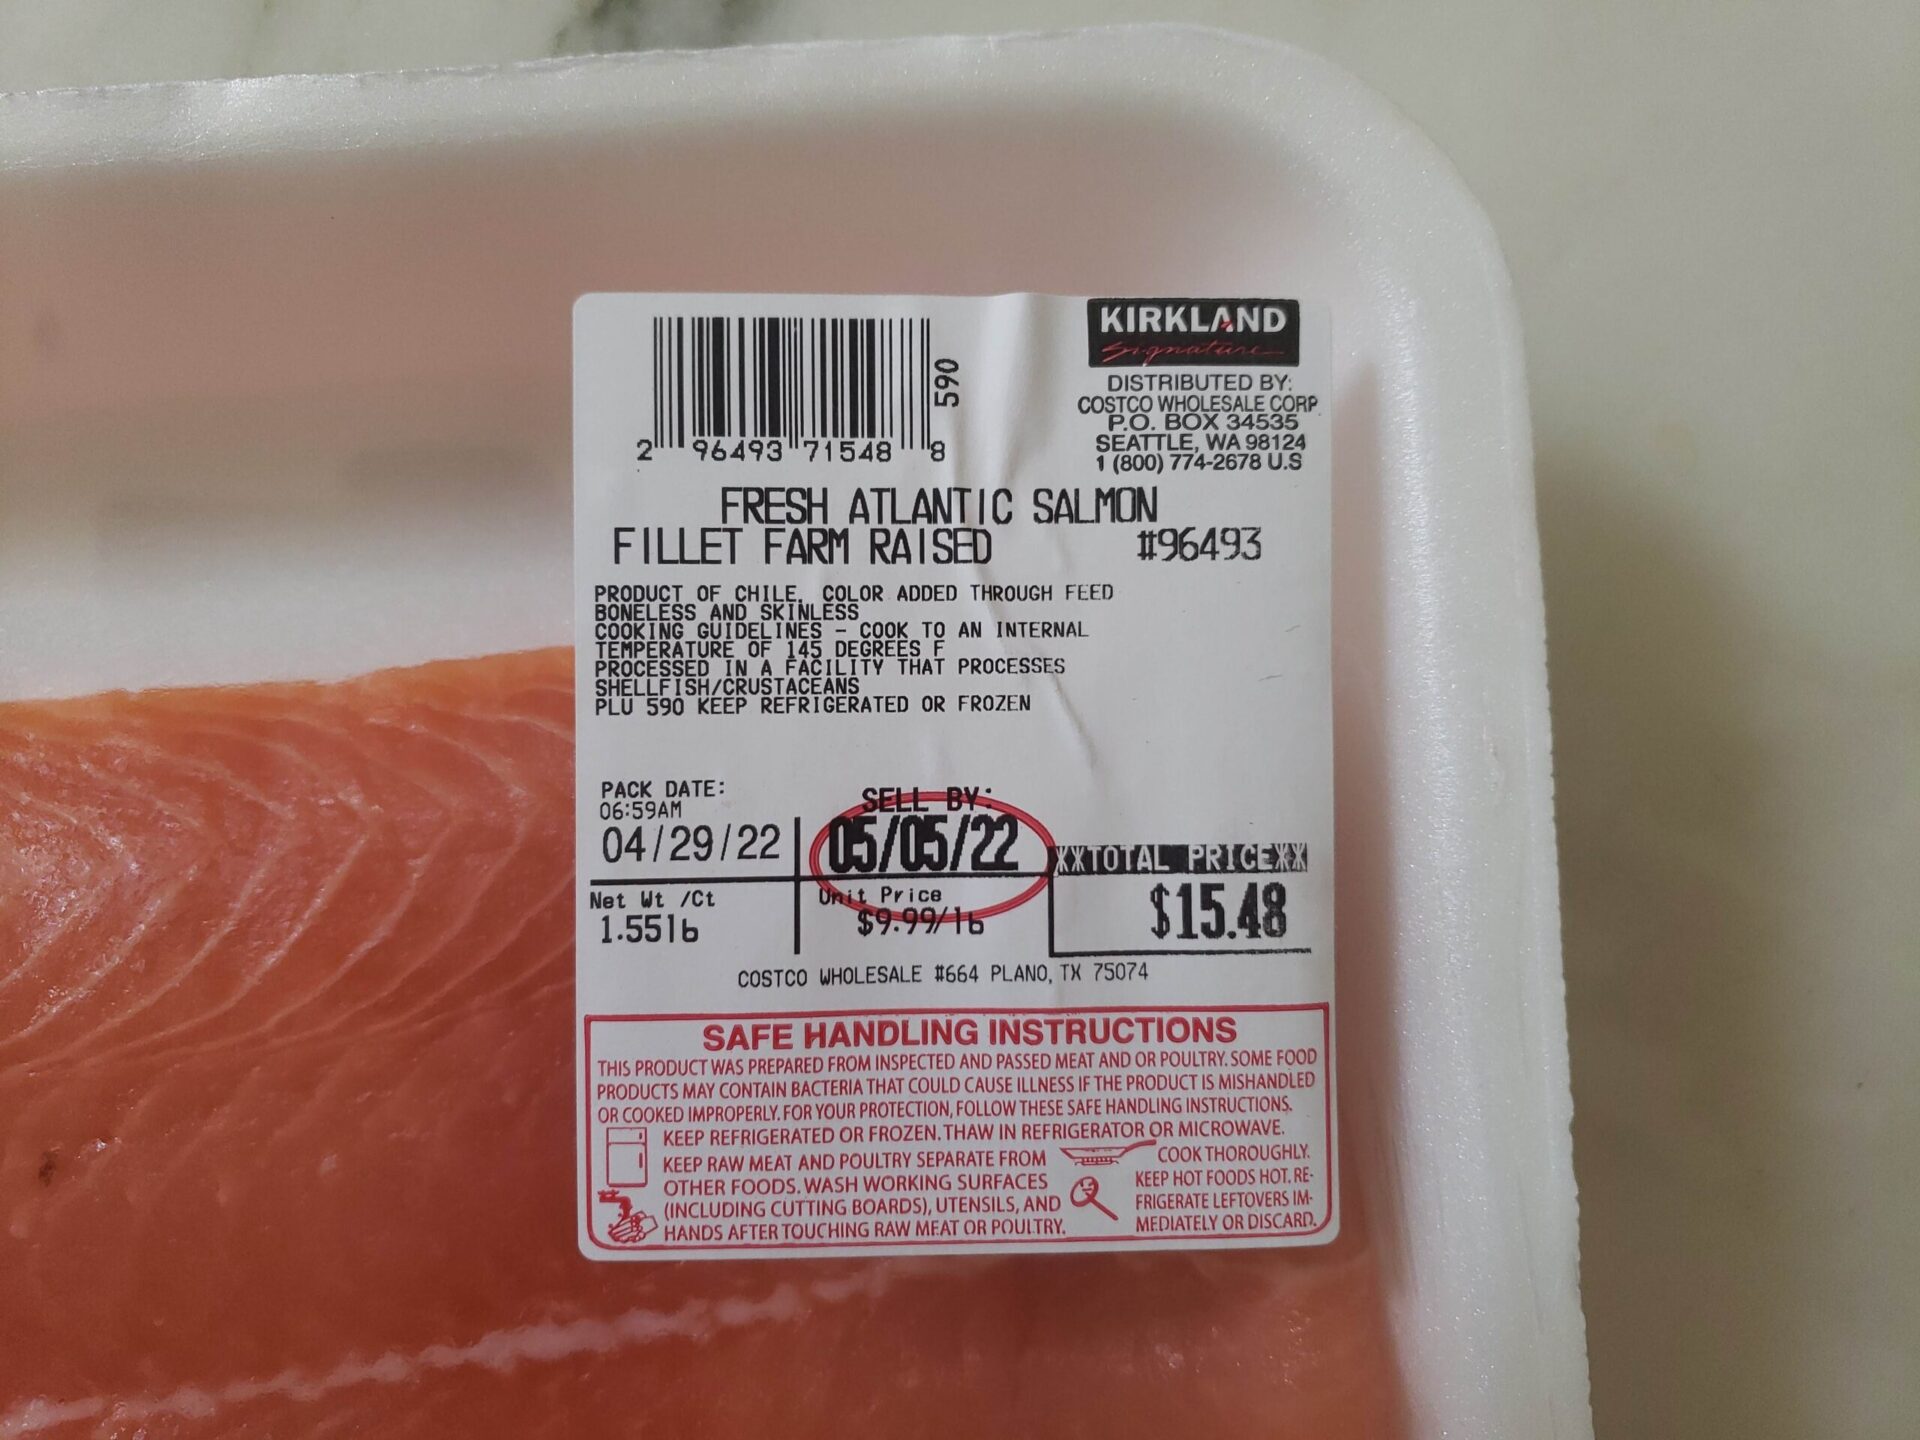 2 96493 71548 8
590
KIRKLAND
Signature
DISTRIBUTED BY:
COSTCO WHOLESALE CORP
P.O. BOX 34535
SEATTLE, WA 98124
1 (800) 774-2678 U.S
FRESH ATLANTIC SALMON
FILLET FARM RAISED #96493
PRODUCT OF CHILE. COLOR ADDED THROUGH FEED
BONELESS AND SKINLESS
COOKING GUIDELINES - COOK TO AN INTERNAL
TEMPERATURE OF 145 DEGREES F
PROCESSED IN A FACILITY THAT PROCESSES
SHELLFISH/CRUSTACEANS
PLU 590 KEEP REFRIGERATED OR FROZEN
PACK DATE:
06:59AM
04/29/22
SELL BY:
05/05/22
XXTOTAL PRICEXX
$15.48
Net Wt /Ct
1.55lb
Unit Price
$9.99/lb
COSTCO WHOLESALE #664 PLANO, TX 75074
SAFE HANDLING INSTRUCTIONS
THIS PRODUCT WAS PREPARED FROM INSPECTED AND PASSED MEAT AND OR POULTRY. SOME FOOD
PRODUCTS MAY CONTAIN BACTERIA THAT COULD CAUSE ILLNESS IF THE PRODUCT IS MISHANDLED
OR COOKED IMPROPERLY. FOR YOUR PROTECTION, FOLLOW THESE SAFE HANDLING INSTRUCTIONS.
KEEP REFRIGERATED OR FROZEN. THAW IN REFRIGERATOR OR MICROWAVE.
KEEP RAW MEAT AND POULTRY SEPARATE FROM
OTHER FOODS. WASH WORKING SURFACES
(INCLUDING CUTTING BOARDS), UTENSILS, AND
HANDS AFTER TOUCHING RAW MEAT OR POULTRY.
COOK THOROUGHLY.
KEEP HOT FOODS HOT. RE-
FRIGERATE LEFTOVERS IM-
MEDIATELY OR DISCARD.